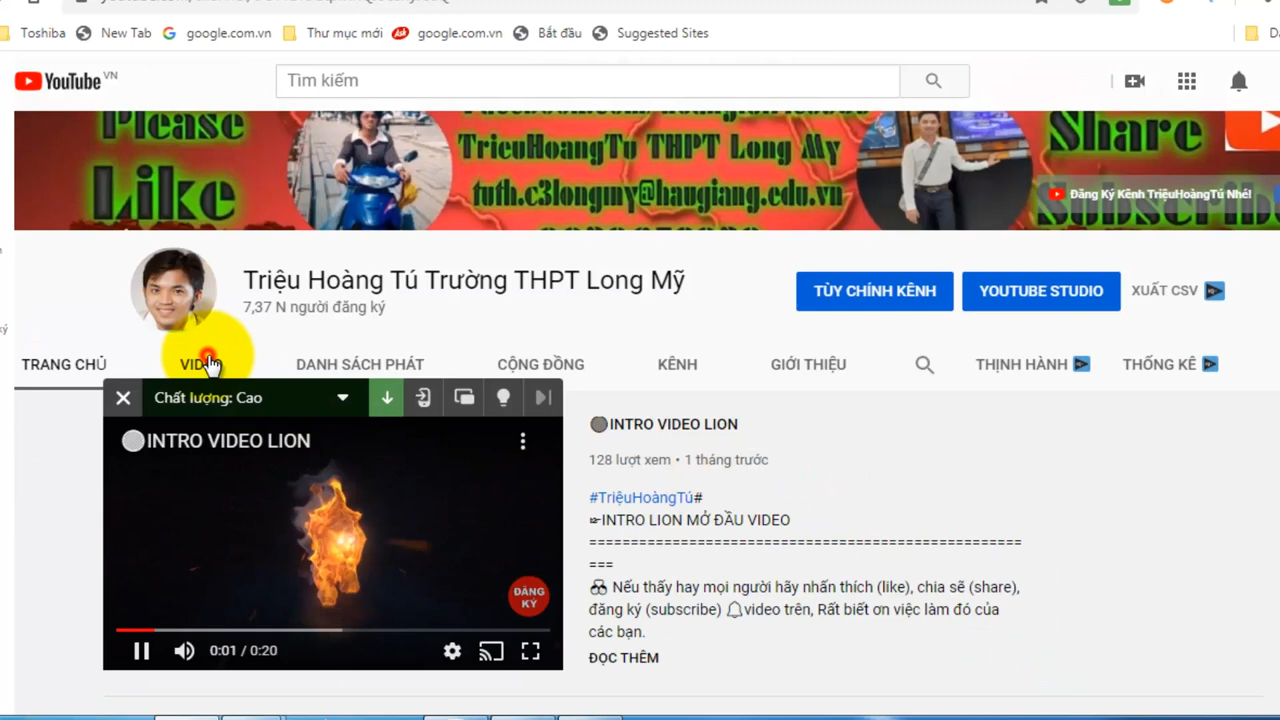 Toshiba New Tab google.com.vn Thư mục mới Ask google.com.vn Bắt đầu Suggested Sites
YouTube VN Tìm kiếm
Please
Like
TrieuHoangTu THPT Long My
tuth.c3longmy@haugiang.edu.vn
Share
Đăng Ký Kênh TriệuHoàngTú Nhé!
Triệu Hoàng Tú Trường THPT Long Mỹ
7,37 N người đăng ký
TÙY CHỈNH KÊNH YOUTUBE STUDIO XUẤT CSV
TRANG CHỦ VIDEO DANH SÁCH PHÁT CỘNG ĐỒNG KÊNH GIỚI THIỆU THỊNH HÀNH THỐNG KÊ
Chất lượng: Cao
INTRO VIDEO LION
ĐĂNG
KÝ
0:01 / 0:20
INTRO VIDEO LION
128 lượt xem • 1 tháng trước
#TriệuHoàngTú#
☛INTRO LION MỞ ĐẦU VIDEO
====================================================
===
Nếu thấy hay mọi người hãy nhấn thích (like), chia sẽ (share),
đăng ký (subscribe) 🔔video trên, Rất biết ơn việc làm đó của
các bạn.
ĐỌC THÊM